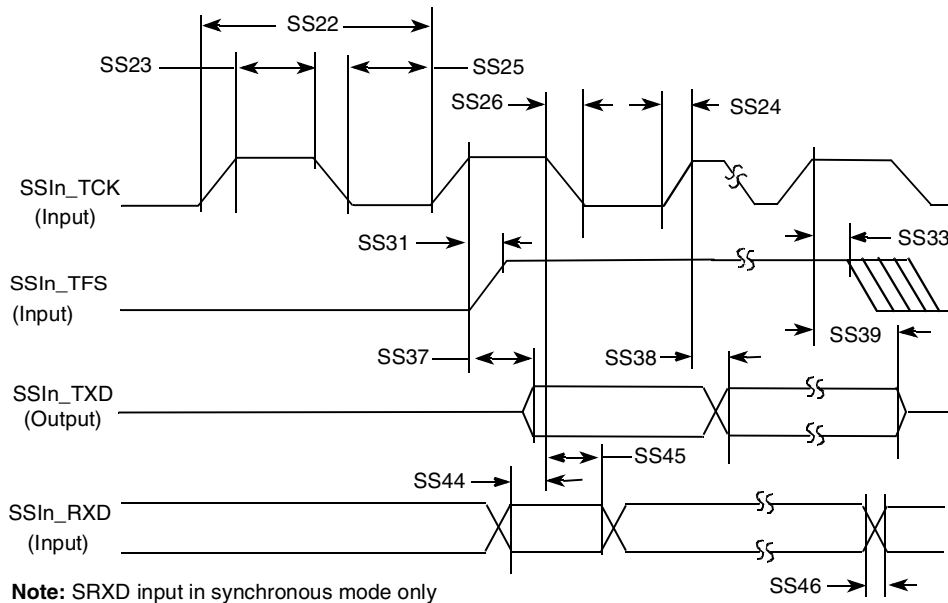 SS22
SS23
SS25
SS26
SS24
SSIn_TCK
(Input)
SS31
SS33
SSIn_TFS
(Input)
SS39
SS37
SS38
SSIn_TXD
(Output)
SS45
SS44
SSIn_RXD
(Input)
SS46
Note: SRXD input in synchronous mode only